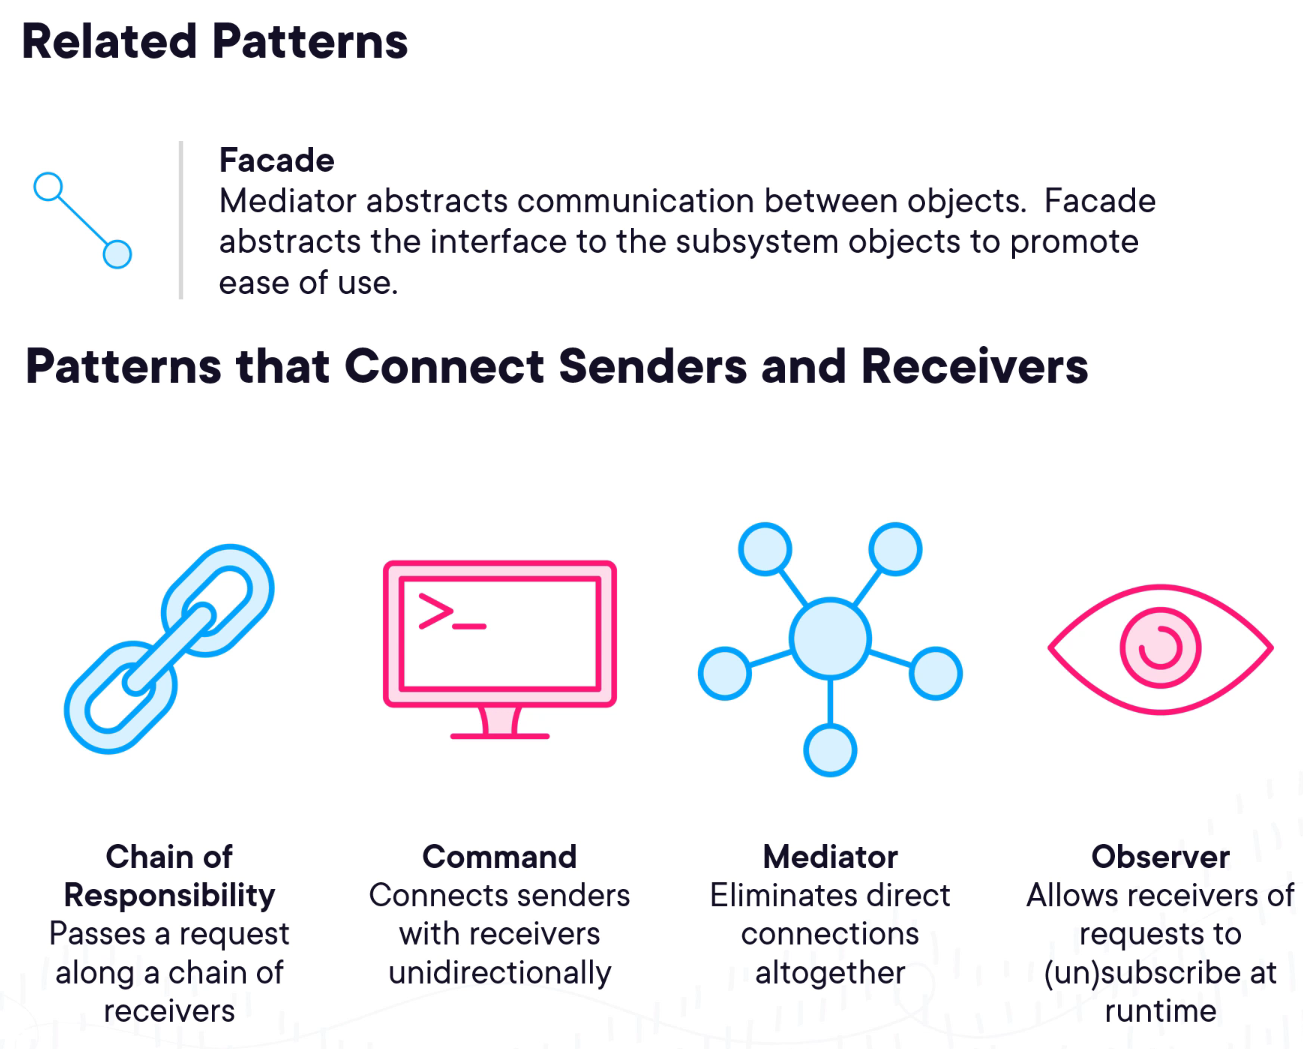 Related Patterns
Facade
Mediator abstracts communication between objects.  Facade
abstracts the interface to the subsystem objects to promote
ease of use.
Patterns that Connect Senders and Receivers
>_
Chain of
Responsibility
Passes a request
along a chain of
receivers
Command
Connects senders
with receivers
unidirectionally
Mediator
Eliminates direct
connections
altogether
Observer
Allows receivers of
requests to
(un)subscribe at
runtime